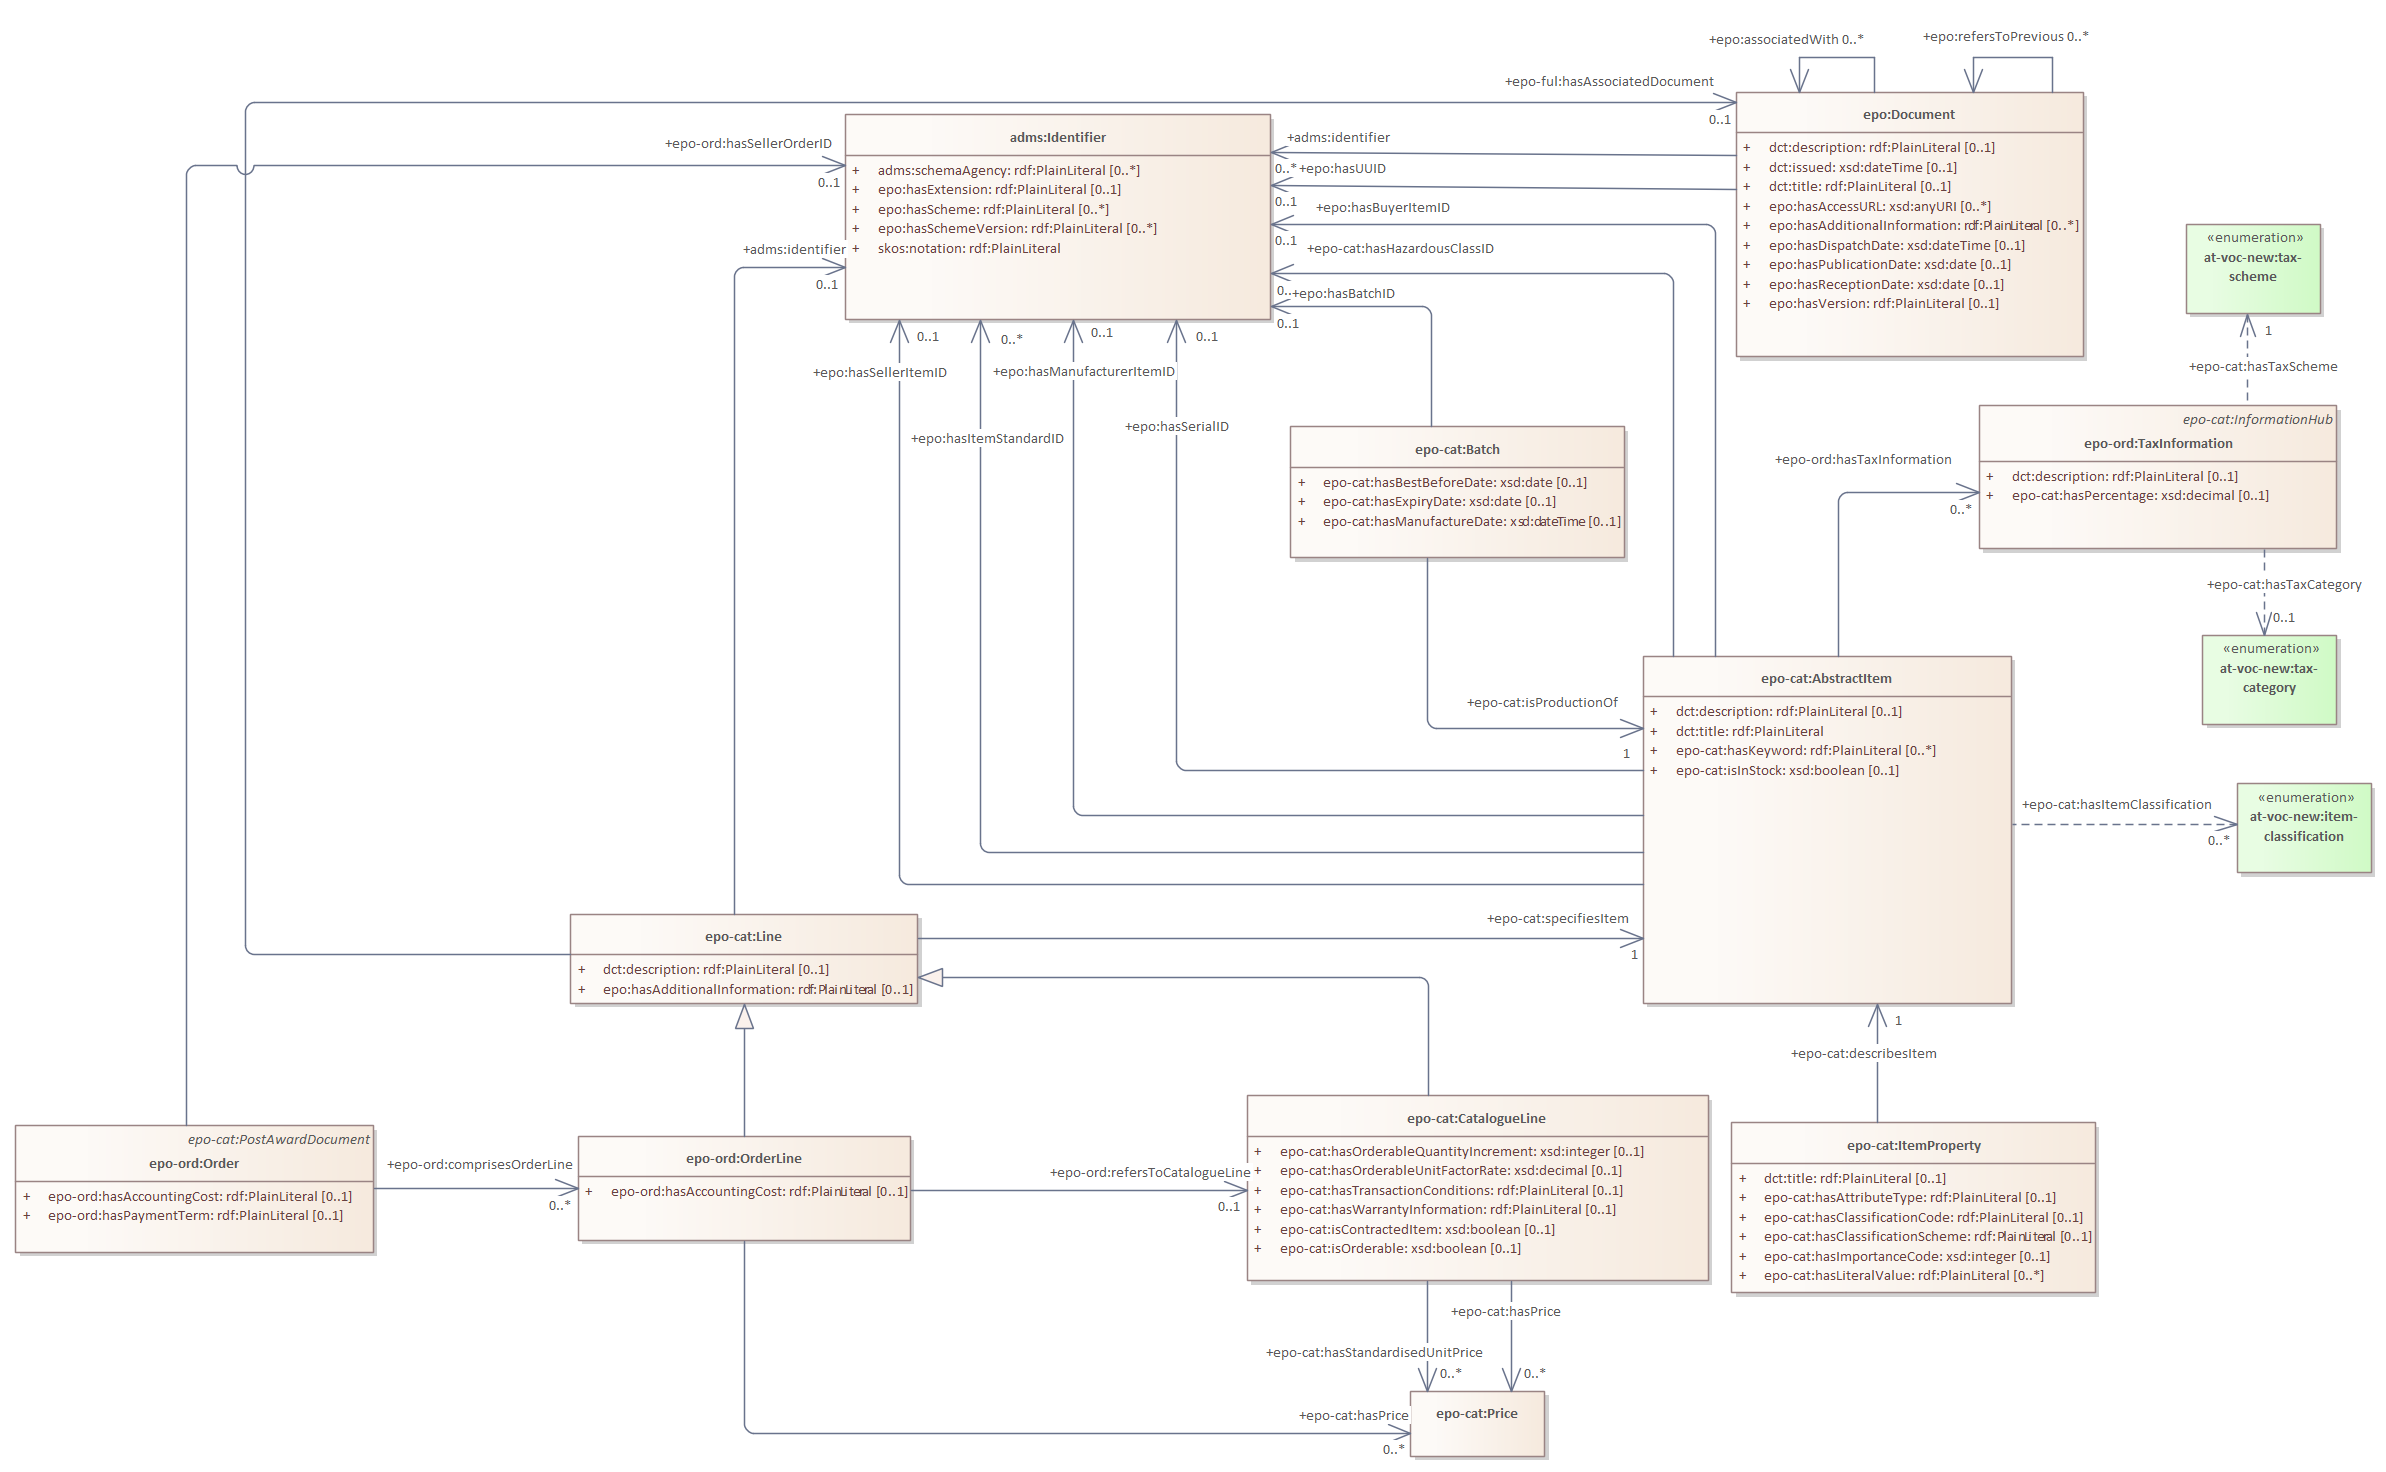 +epo:associatedWith 0..*
+epo:refersToPrevious 0..*
+epo-ful:hasAssociatedDocument
0..1
epo:Document
+ dct:description: rdf:PlainLiteral [0..1]
+ dct:issued: xsd:dateTime [0..1]
+ dct:title: rdf:PlainLiteral [0..1]
+ epo:hasAccessURL: xsd:anyURI [0..*]
+ epo:hasAdditionalInformation: rdf:PlainLiteral [0..*]
+ epo:hasDispatchDate: xsd:dateTime [0..1]
+ epo:hasPublicationDate: xsd:date [0..1]
+ epo:hasReceptionDate: xsd:date [0..1]
+ epo:hasVersion: rdf:PlainLiteral [0..1]
adms:Identifier
+ adms:schemaAgency: rdf:PlainLiteral [0..*]
+ epo:hasExtension: rdf:PlainLiteral [0..1]
+ epo:hasScheme: rdf:PlainLiteral [0..*]
+ epo:hasSchemeVersion: rdf:PlainLiteral [0..*]
+ skos:notation: rdf:PlainLiteral
+epo-ord:hasSellerOrderID
0..1
+adms:identifier
0..1
+adms:identifier
0..*
+epo:hasUUID
0..1
+epo:hasBuyerItemID
0..1
+epo-cat:hasHazardousClassID
0..
+epo:hasBatchID
0..1
0..1
0..*
0..1
0..1
+epo:hasSellerItemID
+epo:hasManufacturerItemID
+epo:hasItemStandardID
+epo:hasSerialID
«enumeration»
at-voc-new:tax-
scheme
1
+epo-cat:hasTaxScheme
epo-cat:InformationHub
epo-ord:TaxInformation
+ dct:description: rdf:PlainLiteral [0..1]
+ epo-cat:hasPercentage: xsd:decimal [0..1]
+epo-ord:hasTaxInformation
0..*
+epo-cat:hasTaxCategory
0..1
«enumeration»
at-voc-new:tax-
category
epo-cat:Batch
+ epo-cat:hasBestBeforeDate: xsd:date [0..1]
+ epo-cat:hasExpiryDate: xsd:date [0..1]
+ epo-cat:hasManufactureDate: xsd:dateTime [0..1]
+epo-cat:isProductionOf
1
epo-cat:AbstractItem
+ dct:description: rdf:PlainLiteral [0..1]
+ dct:title: rdf:PlainLiteral
+ epo-cat:hasKeyword: rdf:PlainLiteral [0..*]
+ epo-cat:isInStock: xsd:boolean [0..1]
+epo-cat:hasItemClassification
0..*
«enumeration»
at-voc-new:item-
classification
epo-cat:Line
+ dct:description: rdf:PlainLiteral [0..1]
+ epo:hasAdditionalInformation: rdf:PlainLiteral [0..1]
+epo-cat:specifiesItem
1
1
+epo-cat:describesItem
epo-cat:PostAwardDocument
epo-ord:Order
+ epo-ord:hasAccountingCost: rdf:PlainLiteral [0..1]
+ epo-ord:hasPaymentTerm: rdf:PlainLiteral [0..1]
+epo-ord:comprisesOrderLine
0..*
epo-ord:OrderLine
+ epo-ord:hasAccountingCost: rdf:PlainLiteral [0..1]
+epo-ord:refersToCatalogueLine
0..1
epo-cat:CatalogueLine
+ epo-cat:hasOrderableQuantityIncrement: xsd:integer [0..1]
+ epo-cat:hasOrderableUnitFactorRate: xsd:decimal [0..1]
+ epo-cat:hasTransactionConditions: rdf:PlainLiteral [0..1]
+ epo-cat:hasWarrantyInformation: rdf:PlainLiteral [0..1]
+ epo-cat:isContractedItem: xsd:boolean [0..1]
+ epo-cat:isOrderable: xsd:boolean [0..1]
epo-cat:ItemProperty
+ dct:title: rdf:PlainLiteral [0..1]
+ epo-cat:hasAttributeType: rdf:PlainLiteral [0..1]
+ epo-cat:hasClassificationCode: rdf:PlainLiteral [0..1]
+ epo-cat:hasClassificationScheme: rdf:PlainLiteral [0..1]
+ epo-cat:hasImportanceCode: xsd:integer [0..1]
+ epo-cat:hasLiteralValue: rdf:PlainLiteral [0..*]
+epo-cat:hasPrice
+epo-cat:hasStandardisedUnitPrice
0..*
0..*
+epo-cat:hasPrice
0..*
epo-cat:Price